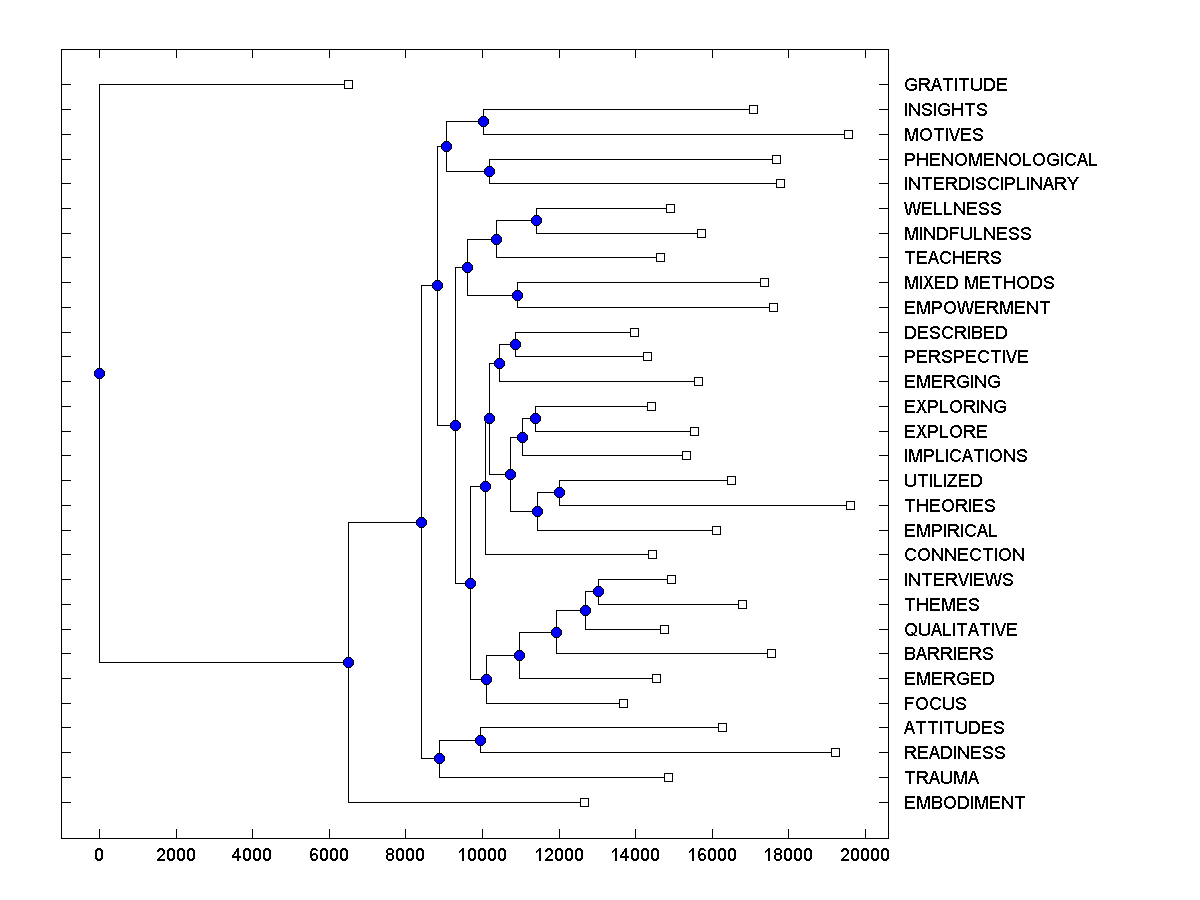 GRATITUDE
INSIGHTS
MOTIVES
PHENOMENOLOGICAL
INTERDISCIPLINARY
WELLNESS
MINDFULNESS
TEACHERS
MIXED METHODS
EMPOWERMENT
DESCRIBED
PERSPECTIVE
EMERGING
EXPLORING
EXPLORE
IMPLICATIONS
UTILIZED
THEORIES
EMPIRICAL
CONNECTION
INTERVIEWS
THEMES
QUALITATIVE
BARRIERS
EMERGED
FOCUS
ATTITUDES
READINESS
TRAUMA
EMBODIMENT
0 2000 4000 6000 8000 10000 12000 14000 16000 18000 20000